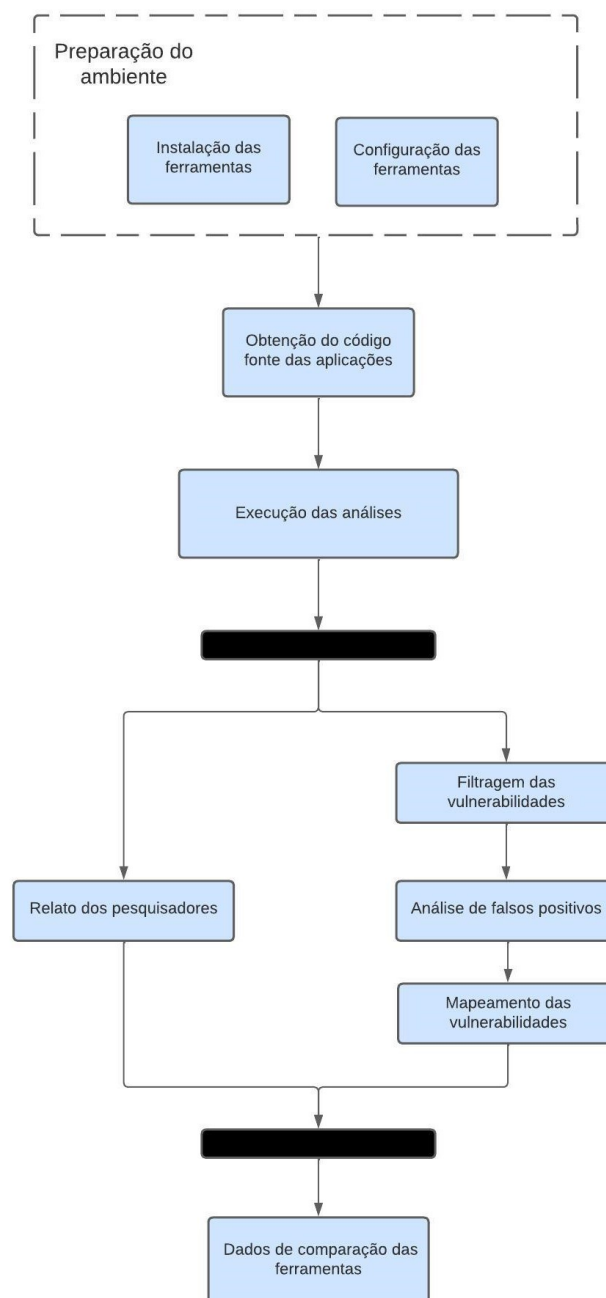 Preparação do
ambiente
Instalação das
ferramentas
Configuração das
ferramentas
Obtenção do código
fonte das aplicações
Execução das análises
Filtragem das
vulnerabilidades
Relato dos pesquisadores
Análise de falsos positivos
Mapeamento das
vulnerabilidades
Dados de comparação das
ferramentas